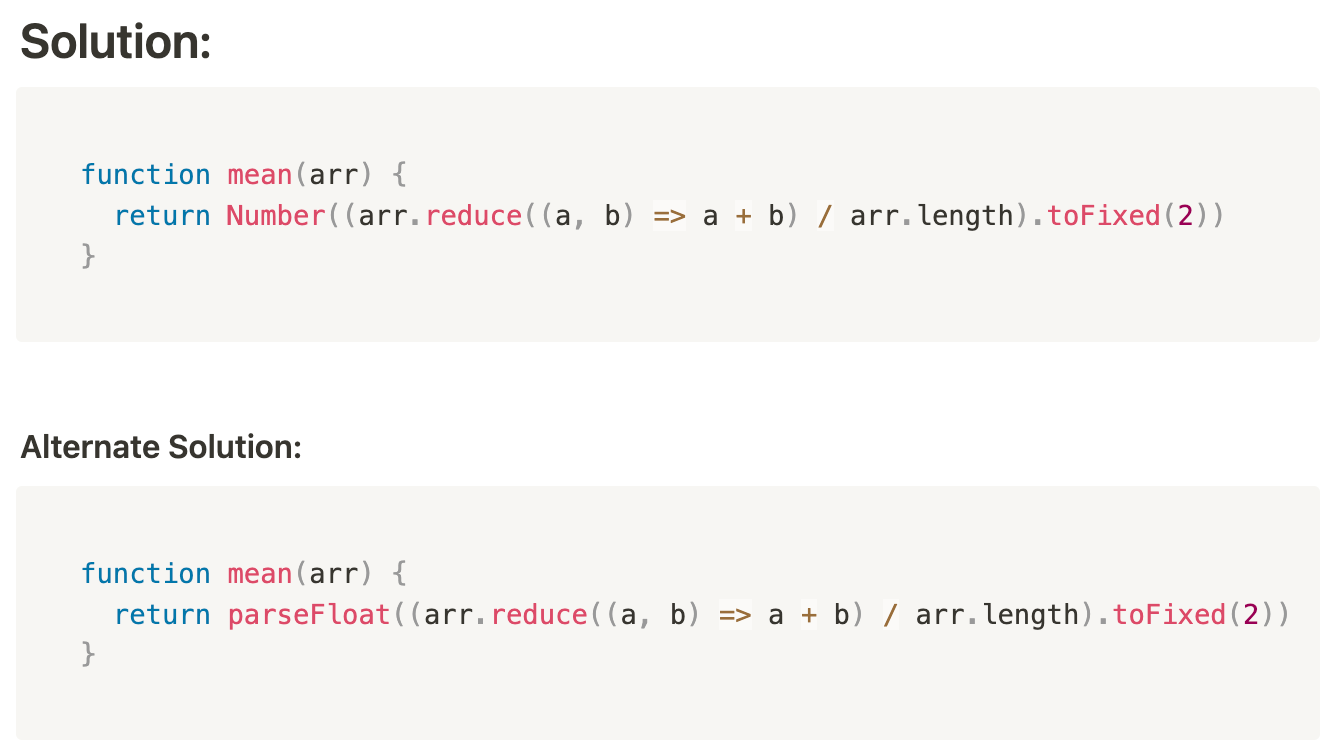 Solution:
function mean(arr) {
  return Number((arr.reduce((a, b) => a + b) / arr.length).toFixed(2))
}
Alternate Solution:
function mean(arr) {
  return parseFloat((arr.reduce((a, b) => a + b) / arr.length).toFixed(2))
}